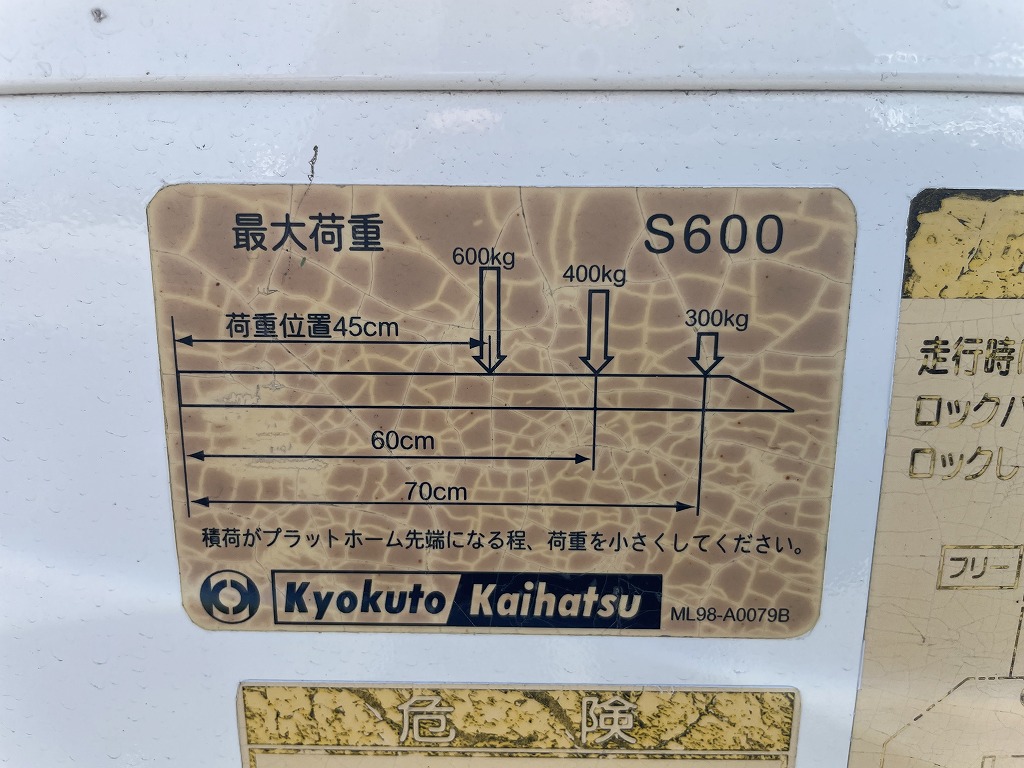 最大荷重
S600
600kg
400kg
300kg
荷重位置45cm
60cm
70cm
積荷がプラットホーム先端になる程、荷重を小さくしてください。
Kyokuto Kaihatsu
ML98-A0079B
危険
走行時
ロック
ロックし
フリー